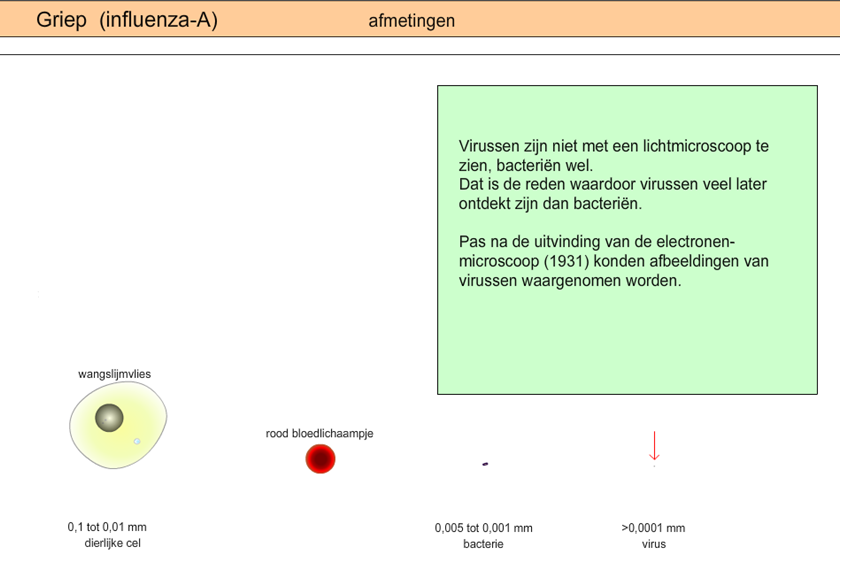 Griep (influenza-A) afmetingen
Virussen zijn niet met een lichtmicroscoop te
zien, bacteriën wel.
Dat is de reden waardoor virussen veel later
ontdekt zijn dan bacteriën.
Pas na de uitvinding van de electronen-
microscoop (1931) konden afbeeldingen van
virussen waargenomen worden.
wangslijmvlies
rood bloedlichaampje
0,1 tot 0,01 mm
dierlijke cel
0,005 tot 0,001 mm
bacterie
>0,0001 mm
virus